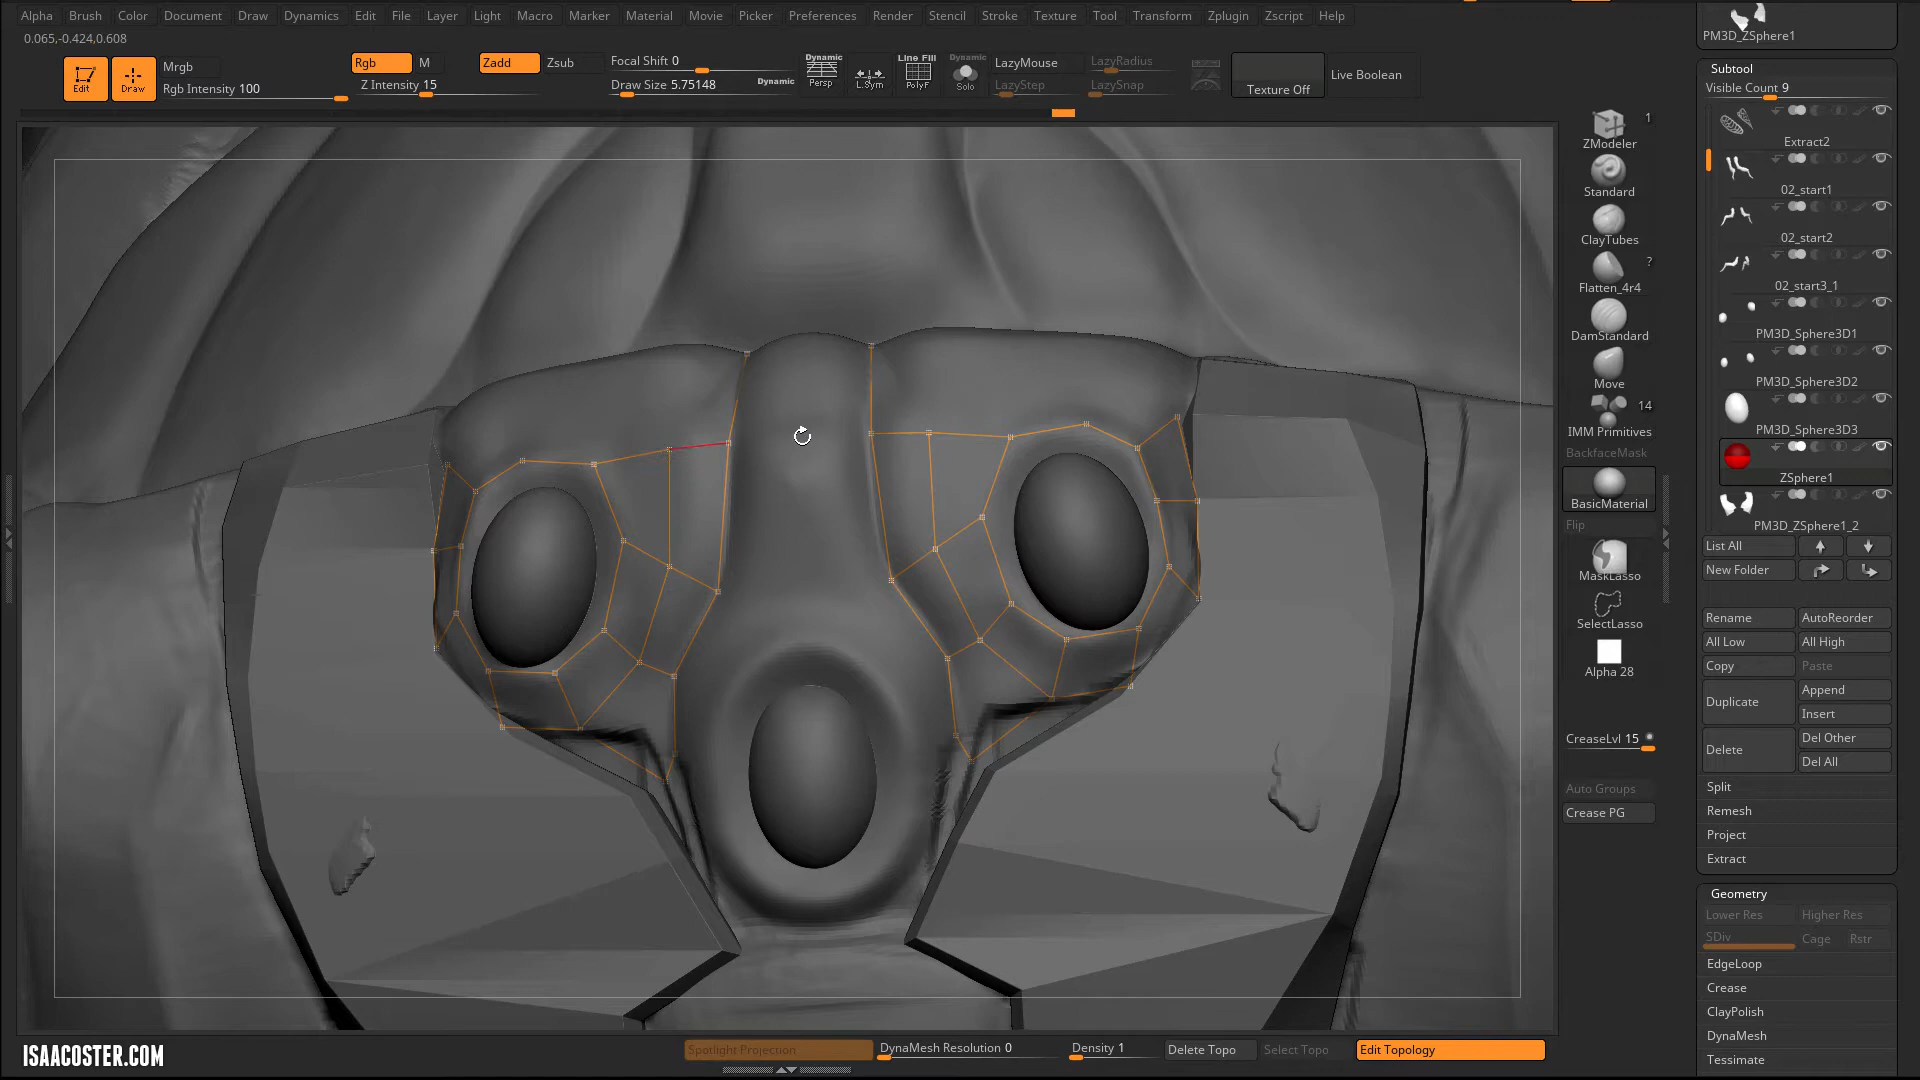 Alpha Brush Color Document Draw Dynamics Edit File Layer Light Macro Marker Material Movie Picker Preferences Render Stencil Stroke Texture Tool Transform Zplugin Zscript Help
0.065,-0.424,0.608
Edit
Draw
Mrgb
Rgb Intensity 100
Rgb
M
Z Intensity 15
Zadd
Zsub
Focal Shift 0
Draw Size 5.75148
Dynamic
Dynamic
Persp
L.Sym
Line Fill
PolyF
Dynamic
Solo
LazyMouse
LazyStep
LazyRadius
LazySnap
Texture Off
Live Boolean
1
ZModeler
Standard
ClayTubes
?
Flatten_4r4
DamStandard
Move
14
IMM Primitives
BackfaceMask
BasicMaterial
Flip
MaskLasso
SelectLasso
Alpha 28
CreaseLvl 15
Auto Groups
Crease PG
PM3D_ZSphere1
Subtool
Visible Count 9
Extract2
02_start1
02_start2
02_start3_1
PM3D_Sphere3D1
PM3D_Sphere3D2
PM3D_Sphere3D3
ZSphere1
PM3D_ZSphere1_2
List All
New Folder
Rename AutoReorder
All Low All High
Copy Paste
Duplicate
Append
Insert
Delete
Del Other
Del All
Split
Remesh
Project
Extract
Geometry
Lower Res Higher Res
SDiv Cage Rstr
EdgeLoop
Crease
ClayPolish
DynaMesh
Tessimate
ISAACOSTER.COM
Spotlight Projection
DynaMesh Resolution 0
Density 1
Delete Topo
Select Topo
Edit Topology